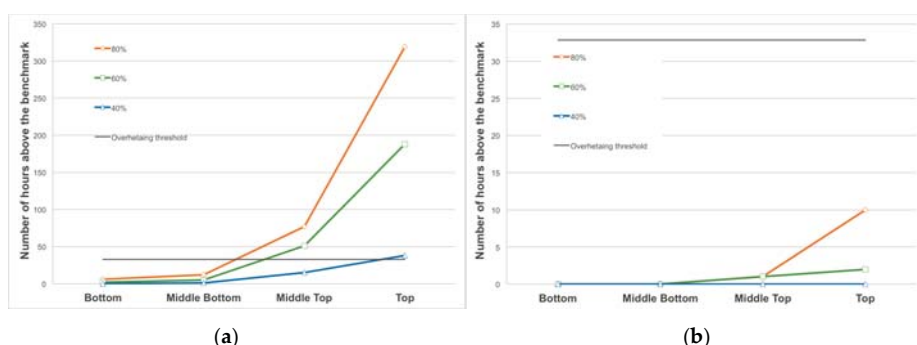 Number of hours above the benchmark
350
300
250
200
150
100
50
0
80%
60%
40%
Overhetaing threshold
Bottom
Middle Bottom
Middle Top
Top
(a)
Number of hours above the benchmark
35
30
25
20
15
10
5
0
80%
60%
40%
Overhetaing threshold
Bottom
Middle Bottom
Middle Top
Top
(b)